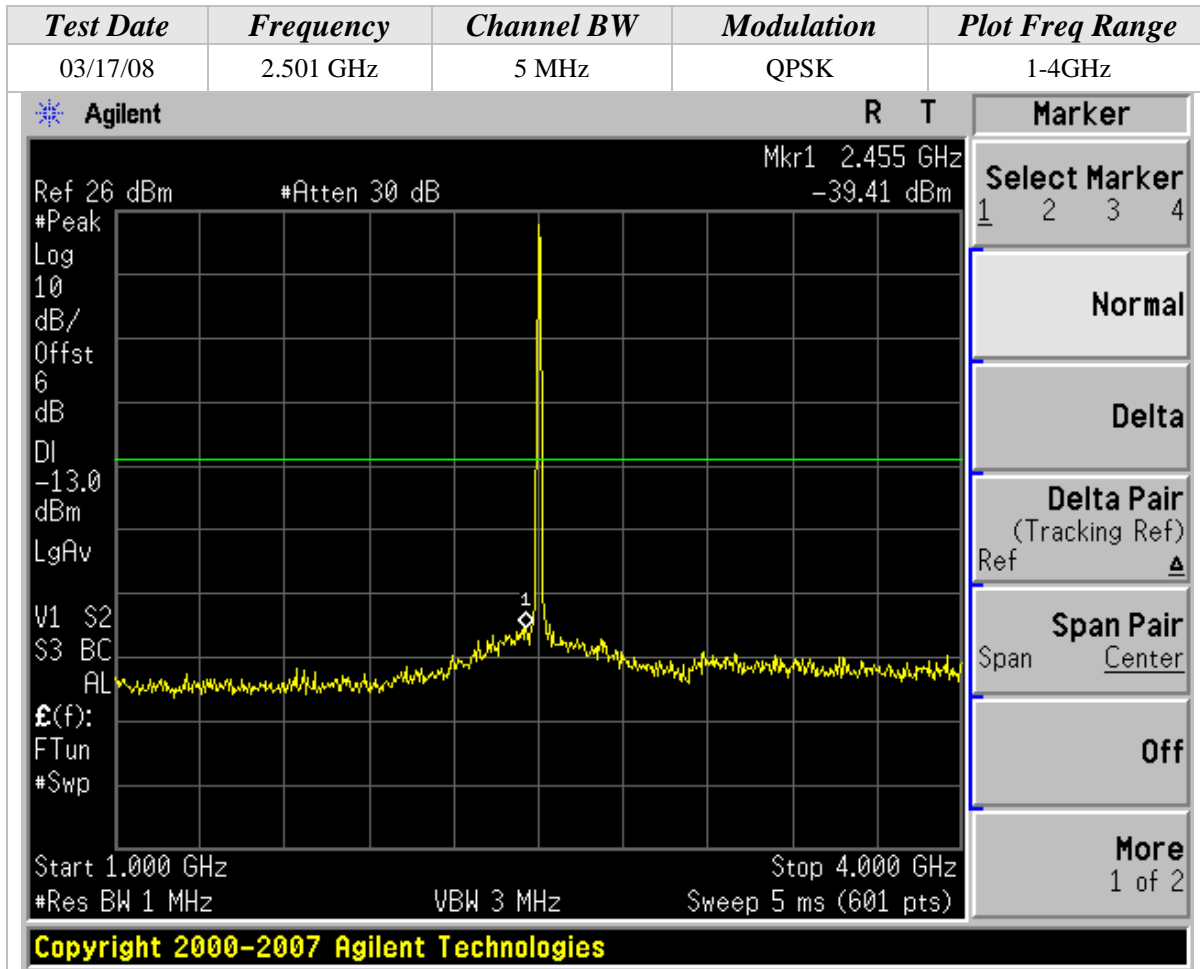 Test Date Frequency Channel BW Modulation Plot Freq Range
03/17/08 2.501 GHz 5 MHz QPSK 1-4GHz
Agilent R T Marker
Mkr1 2.455 GHz
Ref 26 dBm #Atten 30 dB -39.41 dBm
#Peak
Log
10
dB/
Offst
6
dB
DI
-13.0
dBm
LgAv
V1 S2
S3 BC
AL
£(f):
FTun
#Swp
1
Start 1.000 GHz Stop 4.000 GHz
#Res BW 1 MHz VBW 3 MHz Sweep 5 ms (601 pts)
Select Marker
1 2 3 4
Normal
Delta
Delta Pair
(Tracking Ref)
Ref Δ
Span Pair
Span Center
Off
More
1 of 2
Copyright 2000-2007 Agilent Technologies